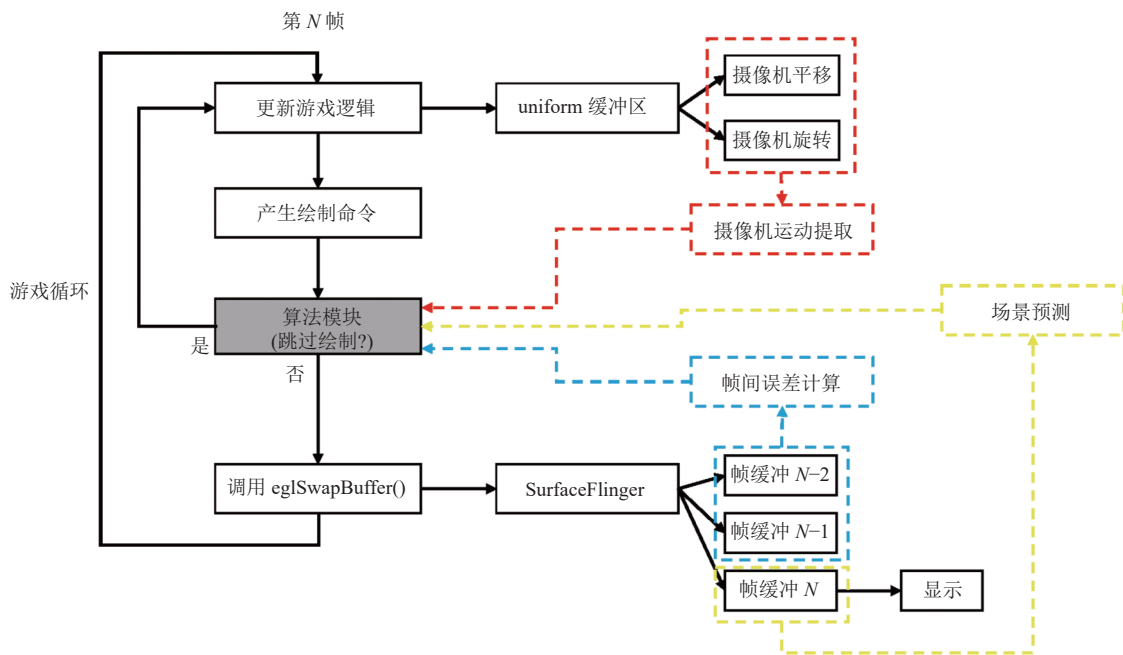 第 N 帧
更新游戏逻辑
uniform 缓冲区
摄像机平移
摄像机旋转
产生绘制命令
摄像机运动提取
游戏循环
算法模块
(跳过绘制?)
场景预测
是
否
帧间误差计算
调用 eglSwapBuffer()
SurfaceFlinger
帧缓冲 N−2
帧缓冲 N−1
帧缓冲 N
显示